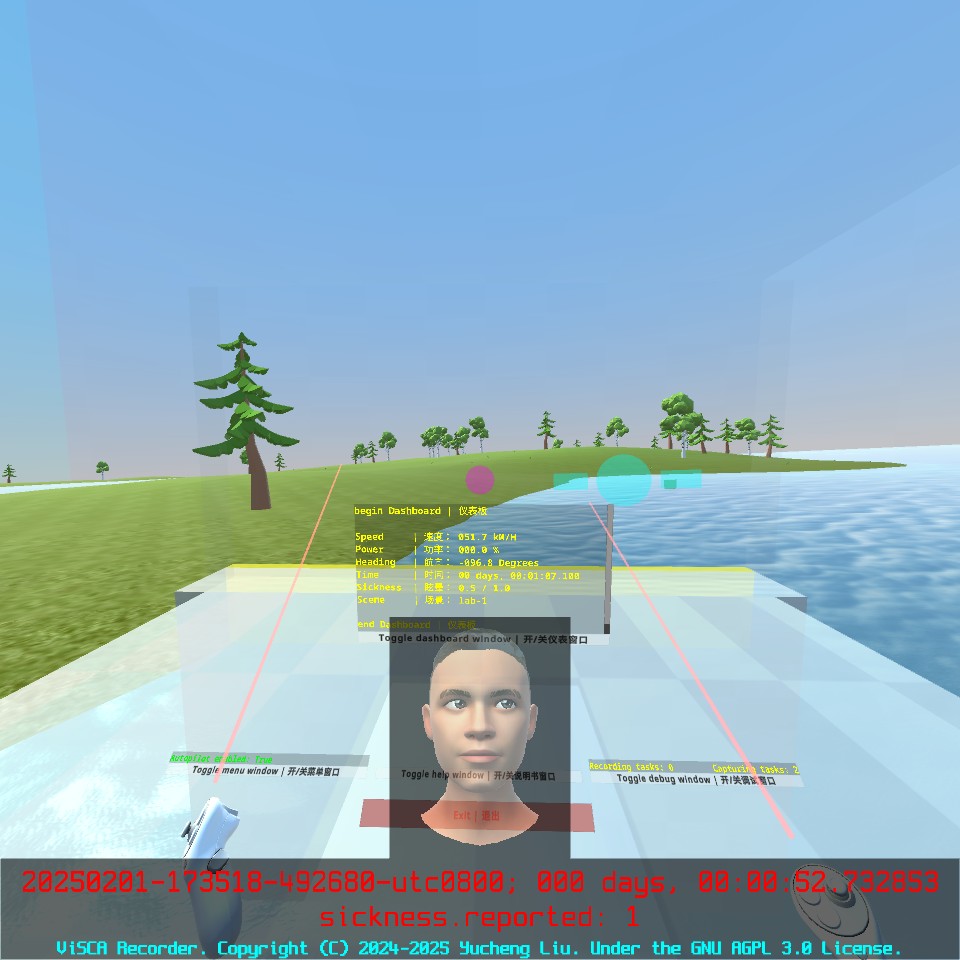 begin Dashboard | 仪表板
Speed | 速度: 051.7 kM/H
Power | 功率: 000.0 %
Heading | 航向: -096.8 Degrees
Time | 时间: 00 days, 00:01:07.100
Sickness | 眩晕: 0.5 / 1.0
Scene | 场景: lab-1
end Dashboard | 仪表板
Toggle dashboard window | 开/关仪表窗口
Autopilot enabled: True
Toggle menu window | 开/关菜单窗口
Toggle help window | 开/关说明书窗口
Recording tasks: 0 Capturing tasks: 2
Toggle debug window | 开/关调试窗口
Exit | 退出
20250201-173518-492680-utc0800; 000 days, 00:00:52.732853
sickness.reported: 1
ViSCA Recorder. Copyright (C) 2024-2025 Yucheng Liu. Under the GNU AGPL 3.0 License.